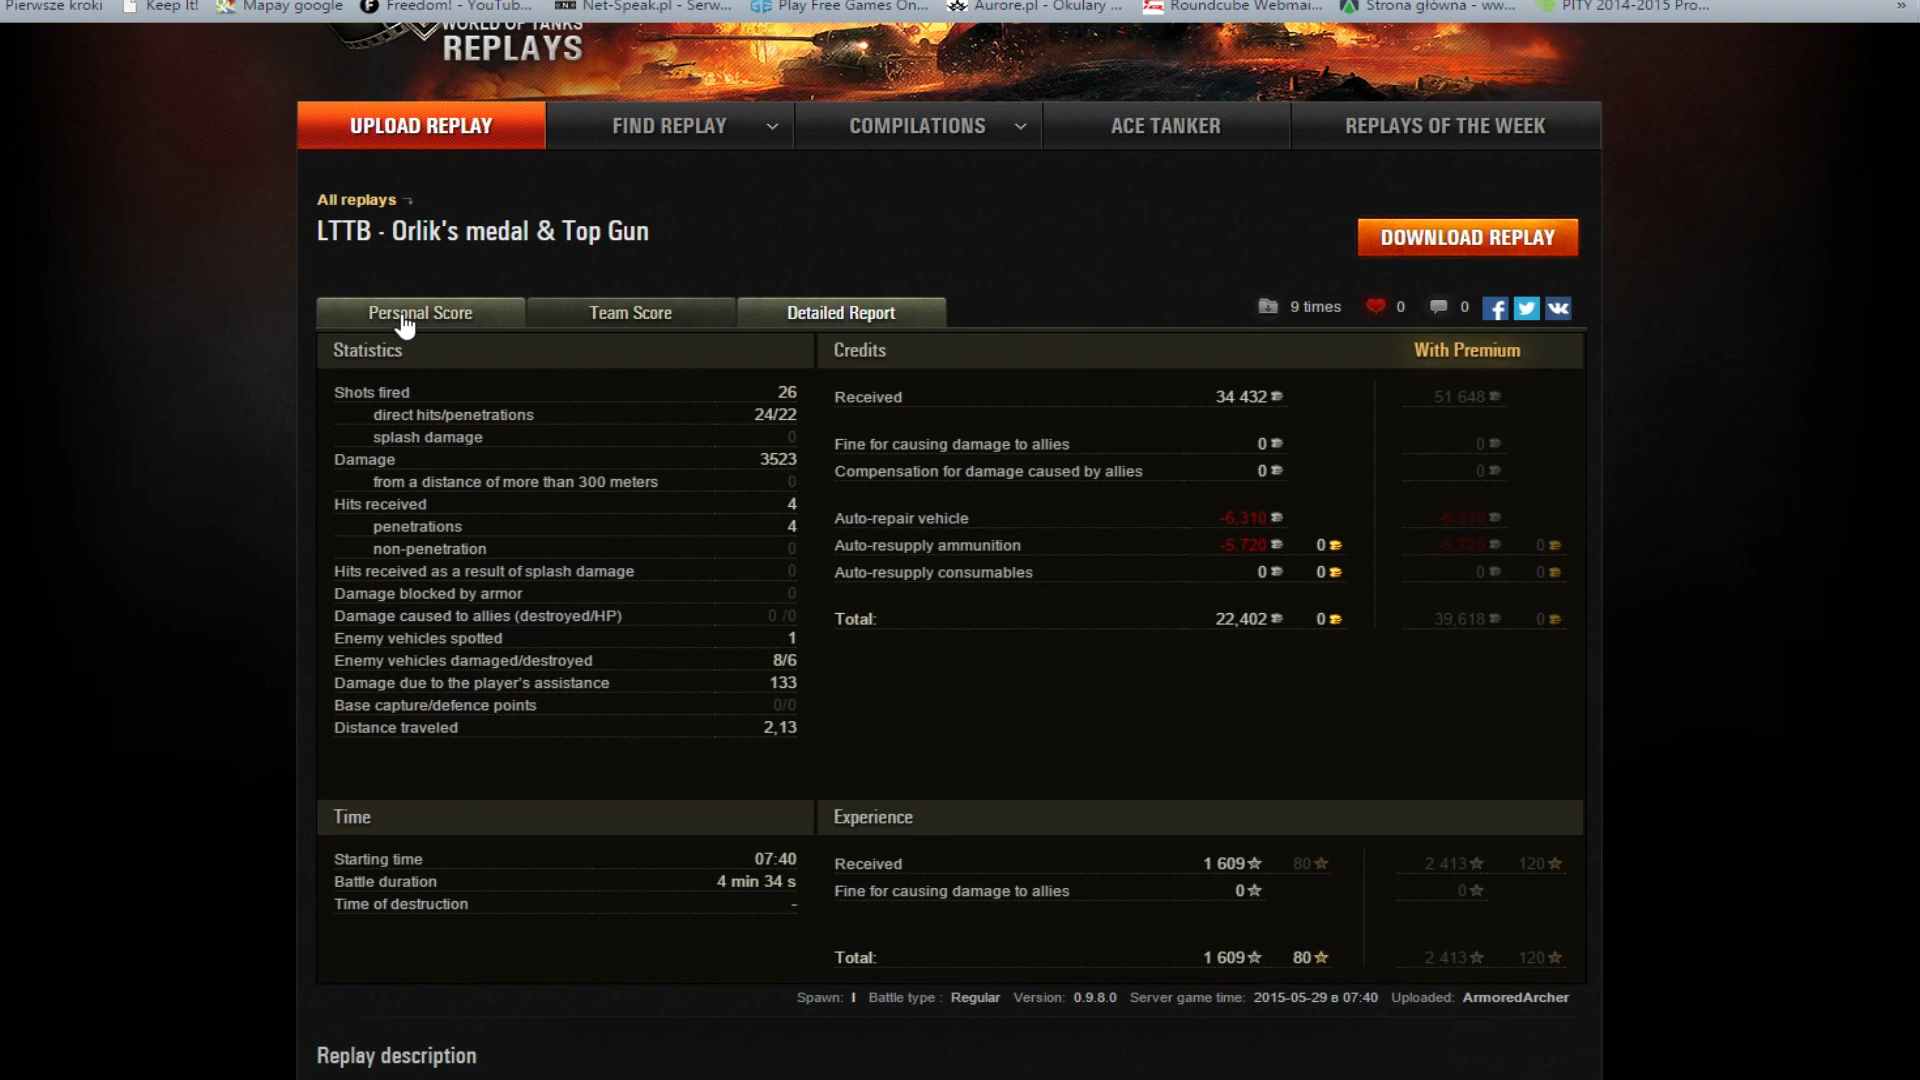 Pierwsze kroki Keep It! Mapay google Freedom! - YouTub... Net-Speak.pl - Serw... Play Free Games On... Aurore.pl - Okulary ... Roundcube Webmai... Strona główna - ww... PITY 2014-2015 Pro... »
WORLD OF TANKS
REPLAYS
UPLOAD REPLAY FIND REPLAY COMPILATIONS ACE TANKER REPLAYS OF THE WEEK
All replays
LTTB - Orlik's medal & Top Gun
DOWNLOAD REPLAY
Personal Score Team Score Detailed Report 9 times 0 0
Statistics Credits With Premium
Shots fired 26
direct hits/penetrations 24/22
splash damage 0
Damage 3523
from a distance of more than 300 meters 0
Hits received 4
penetrations 4
non-penetration 0
Hits received as a result of splash damage 0
Damage blocked by armor 0
Damage caused to allies (destroyed/HP) 0 /0
Enemy vehicles spotted 1
Enemy vehicles damaged/destroyed 8/6
Damage due to the player's assistance 133
Base capture/defence points 0/0
Distance traveled 2,13
Received 34 432 51 648
Fine for causing damage to allies 0 0
Compensation for damage caused by allies 0 0
Auto-repair vehicle -6,310 -6,310
Auto-resupply ammunition -5,720 0 -5,720 0
Auto-resupply consumables 0 0 0 0
Total: 22,402 0 39,618 0
Time Experience
Starting time 07:40
Battle duration 4 min 34 s
Time of destruction -
Received 1 609 80 2 413 120
Fine for causing damage to allies 0 0
Total: 1 609 80 2 413 120
Spawn: I Battle type : Regular Version: 0.9.8.0 Server game time: 2015-05-29 в 07:40 Uploaded: ArmoredArcher
Replay description